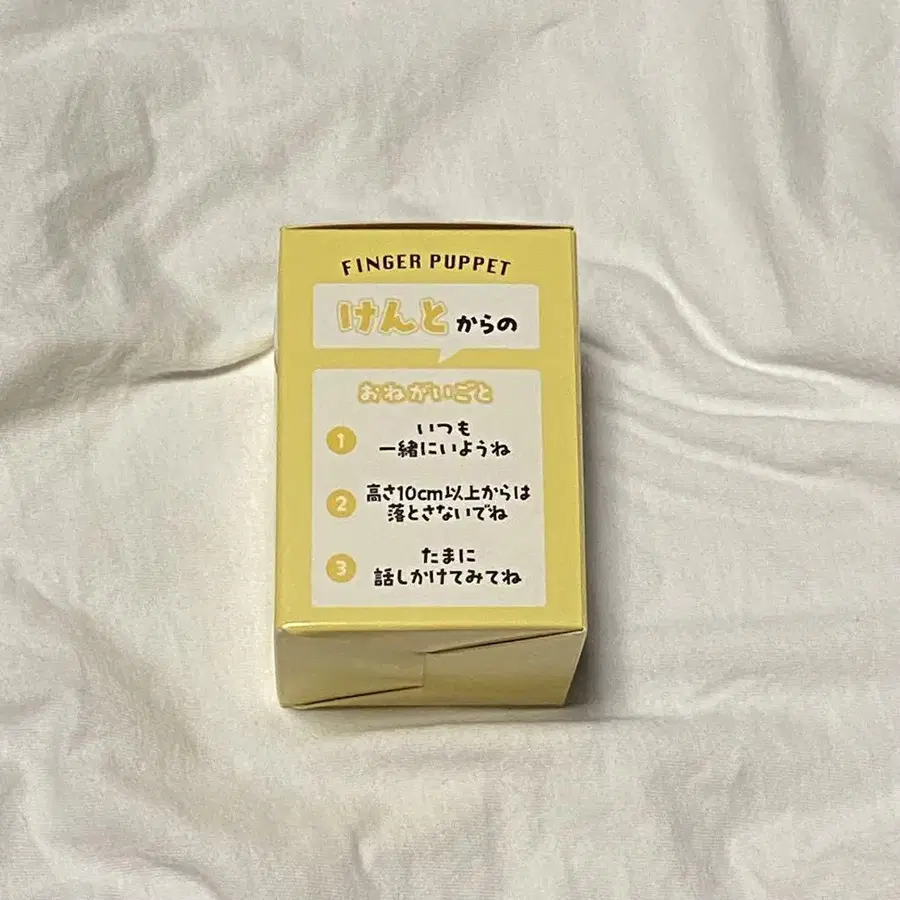 FINGER PUPPET
けんとからの
おねがいごと
1 いつも
一緒にいようね
2 高さ10cm以上からは
落とさないでね
3 たまに
話しかけてみてね